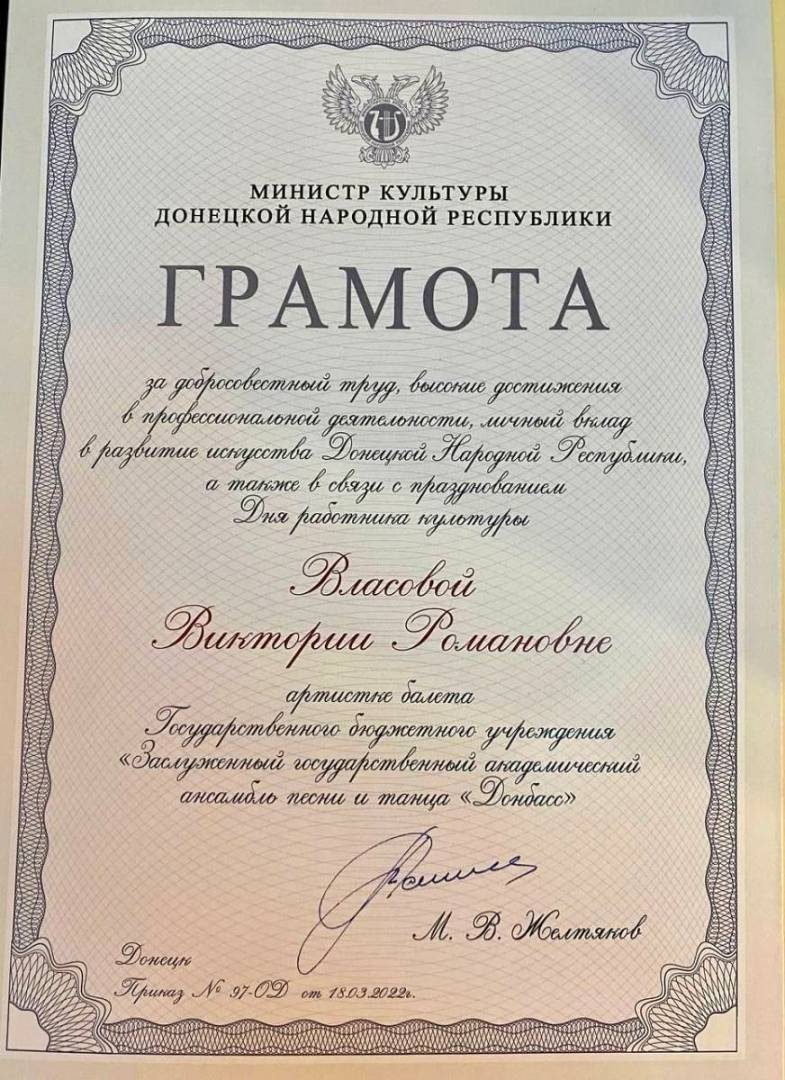 МИНИСТР КУЛЬТУРЫ
ДОНЕЦКОЙ НАРОДНОЙ РЕСПУБЛИКИ
ГРАМОТА
за добросовестный труд, высокие достижения
в профессиональной деятельности, личный вклад
в развитие искусства Донецкой Народной Республики,
а также в связи с празднованием
Дня работника культуры
Власовой
Виктории Романовне
артистке балета
Государственного бюджетного учреждения
«Заслуженный государственный академический
ансамбль песни и танца «Донбасс»
М. В. Желтяков
Донецк
Приказ № 97-ОД от 18.03.2022г.